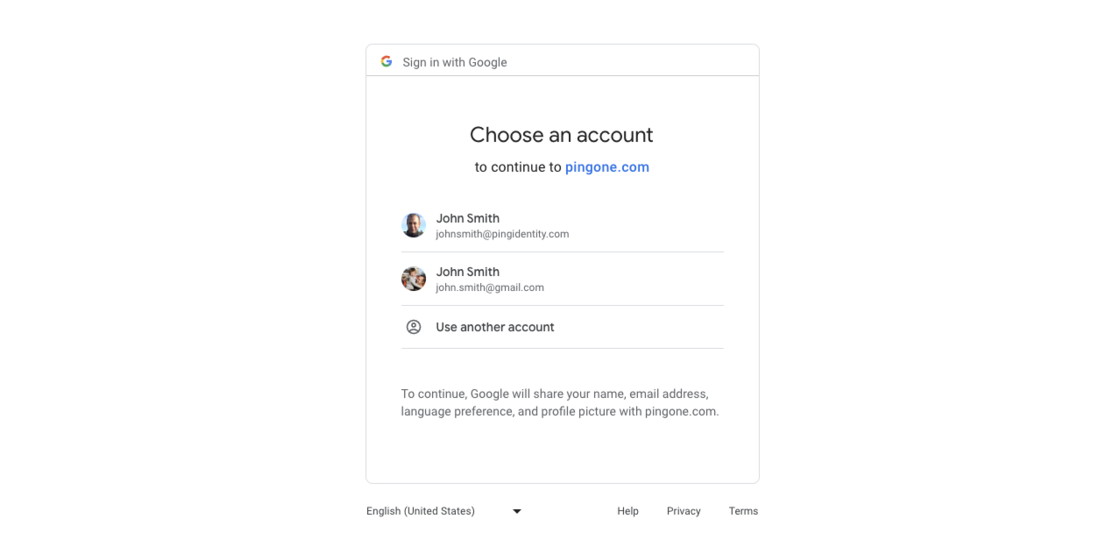 Sign in with Google
Choose an account
to continue to pingone.com
John Smith
johnsmith@pingidentity.com
John Smith
john.smith@gmail.com
Use another account
To continue, Google will share your name, email address,
language preference, and profile picture with pingone.com.
English (United States) Help Privacy Terms